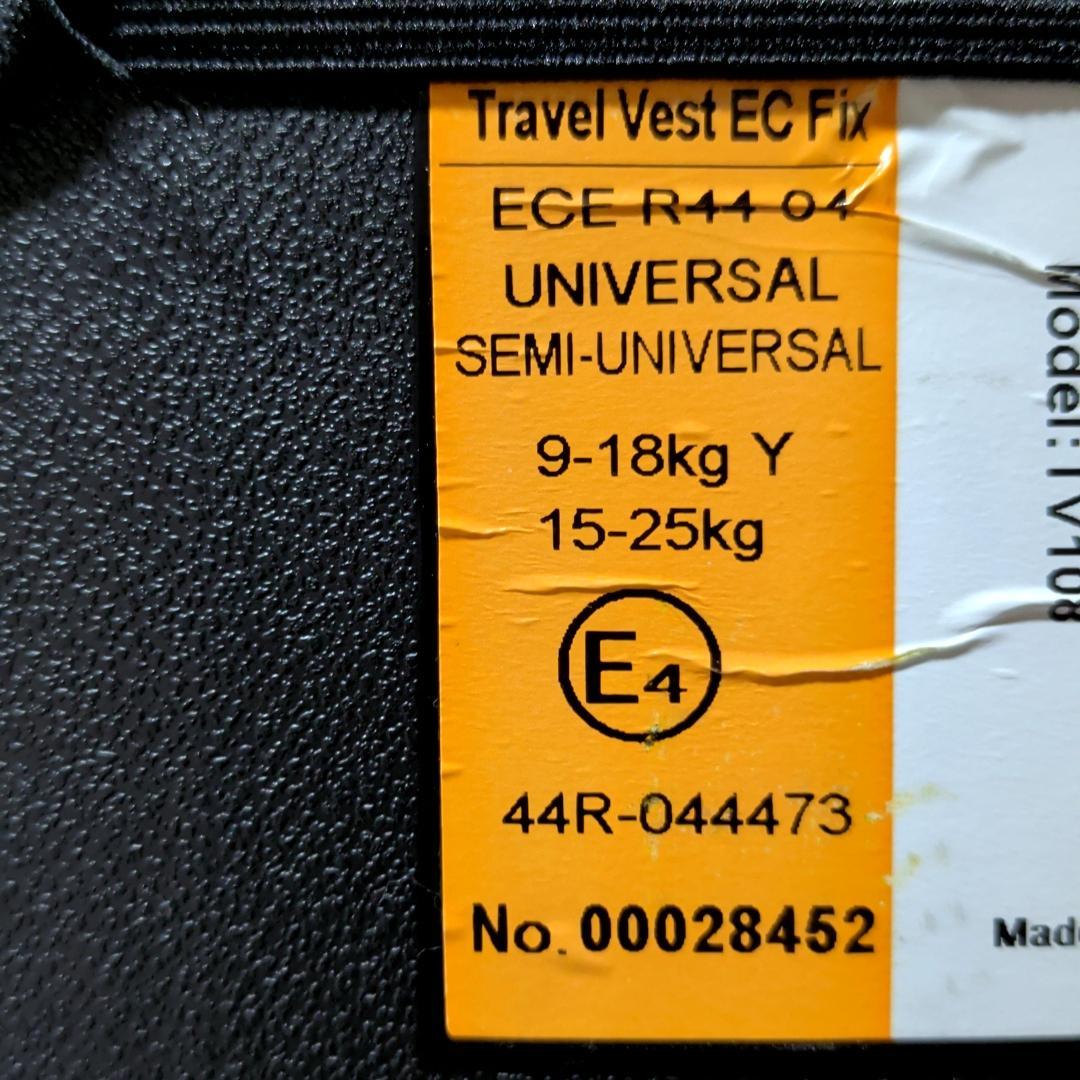 Travel Vest EC Fix
ECE R44 04
UNIVERSAL
SEMI-UNIVERSAL
9-18kg Y
15-25kg
E4
44R-044473
No. 00028452
Model: TV108